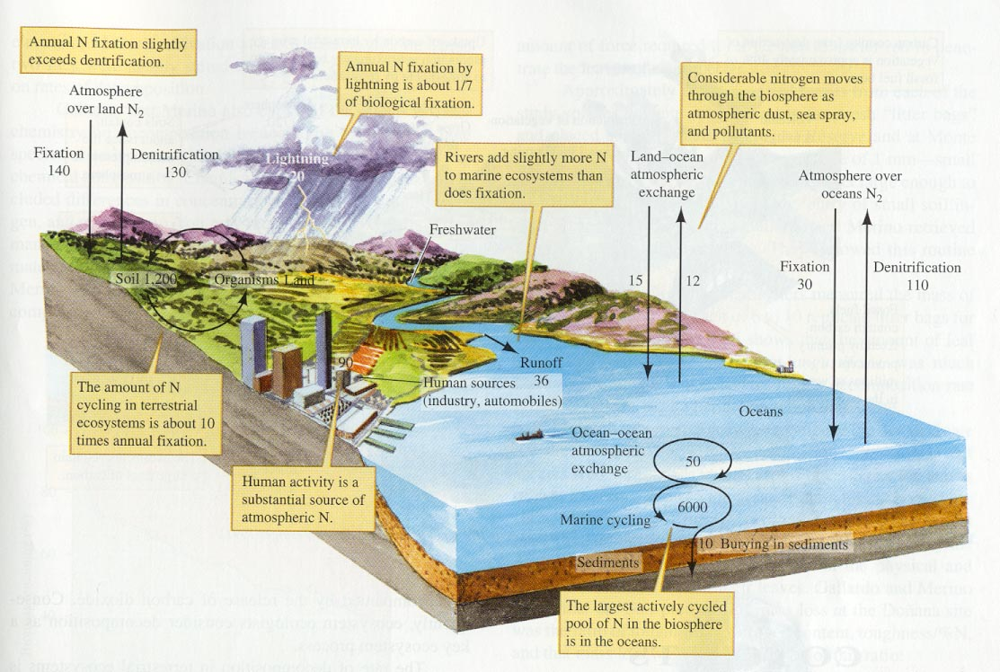 Annual N fixation slightly
exceeds dentrification.
Atmosphere
over land N2
Fixation
140
Denitrification
130
Annual N fixation by
lightning is about 1/7
of biological fixation.
Lightning
20
Considerable nitrogen moves
through the biosphere as
atmospheric dust, sea spray,
and pollutants.
Rivers add slightly more N
to marine ecosystems than
does fixation.
Land–ocean
atmospheric
exchange
15
12
Atmosphere over
oceans N2
Fixation
30
Denitrification
110
Freshwater
Soil 1,200
Organisms Land
90
Runoff
36
Human sources
(industry, automobiles)
The amount of N
cycling in terrestrial
ecosystems is about 10
times annual fixation.
Human activity is a
substantial source of
atmospheric N.
Oceans
Ocean–ocean
atmospheric
exchange
50
6000
Marine cycling
10 Burying in sediments
Sediments
The largest actively cycled
pool of N in the biosphere
is in the oceans.